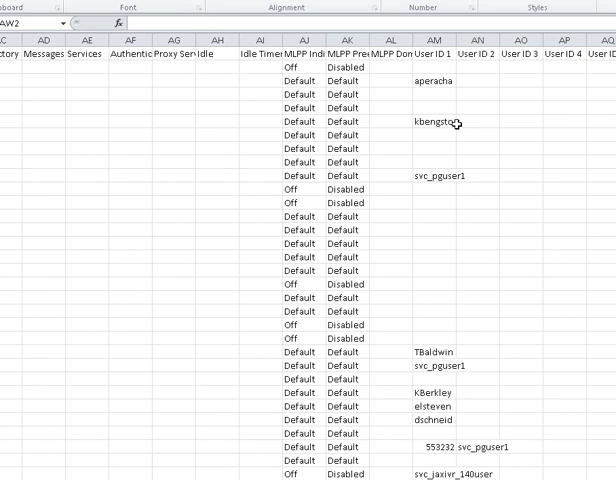 pboard Font Alignment Number Styles
AW2 fx
AC AD AE AF AG AH AI AJ AK AL AM AN AO AP AQ
ctory Messages Services Authentic Proxy Ser Idle Idle Timer MLPP Indi MLPP Pree MLPP Don User ID 1 User ID 2 User ID 3 User ID 4 User ID
Off Disabled
Default Default aperacha
Default Default
Default Default
Default Default kbengsto
Default Default
Default Default
Default Default
Default Default svc_pguser1
Off Disabled
Off Disabled
Default Default
Default Default
Default Default
Default Default
Default Default
Off Disabled
Default Default
Default Default
Off Disabled
Off Disabled
Default Default TBaldwin
Default Default svc_pguser1
Default Default
Default Default KBerkley
Default Default elsteven
Default Default dschneid
Default Default
Default Default 553232 svc_pguser1
Default Default
Off Disabled svc_jaxivr_140user